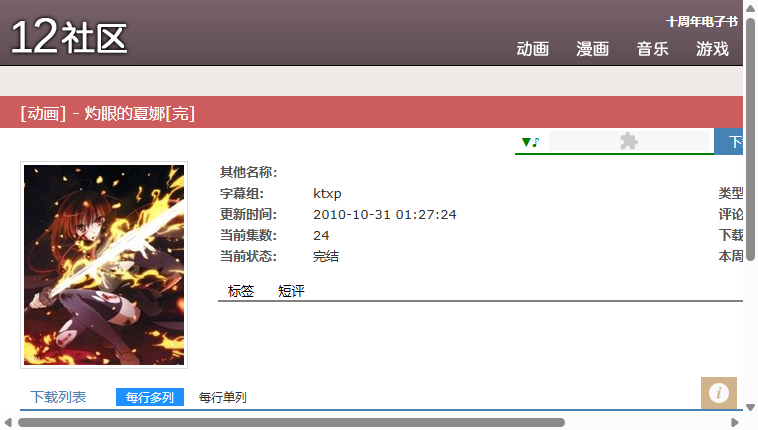 12社区
十周年电子书
动画 漫画 音乐 游戏
[动画] - 灼眼的夏娜[完]
▼♪
其他名称:
字幕组: ktxp 类型
更新时间: 2010-10-31 01:27:24 评论
当前集数: 24 下载
当前状态: 完结 本周
标签 短评
下载列表 每行多列 每行单列